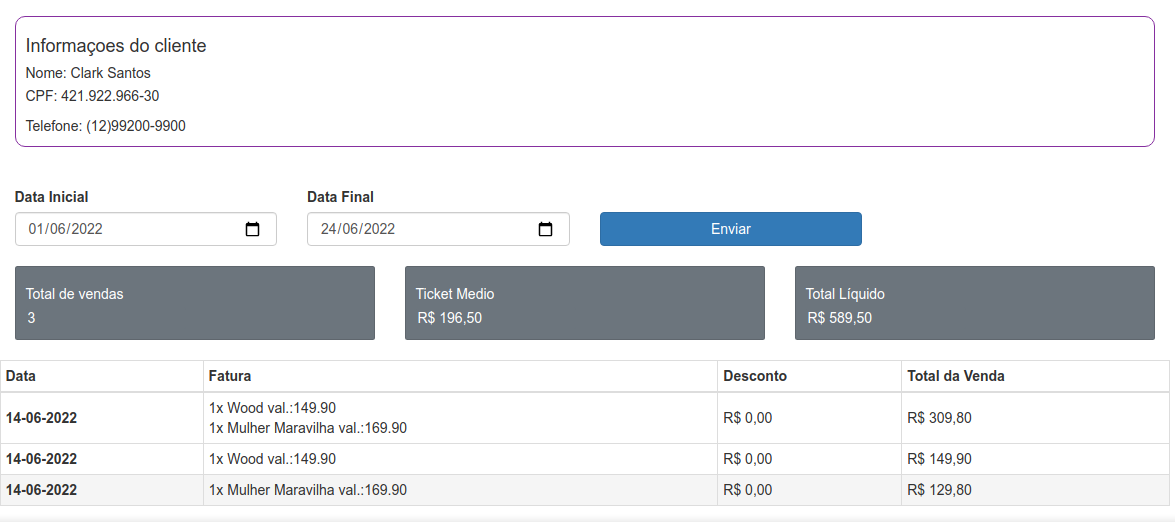 Informaçoes do cliente
Nome: Clark Santos
CPF: 421.922.966-30
Telefone: (12)99200-9900
Data Inicial Data Final
01/06/2022 24/06/2022 Enviar
Total de vendas Ticket Medio Total Líquido
3 R$ 196,50 R$ 589,50
Data Fatura Desconto Total da Venda
14-06-2022 1x Wood val.:149.90 R$ 0,00 R$ 309,80
1x Mulher Maravilha val.:169.90
14-06-2022 1x Wood val.:149.90 R$ 0,00 R$ 149,90
14-06-2022 1x Mulher Maravilha val.:169.90 R$ 0,00 R$ 129,80